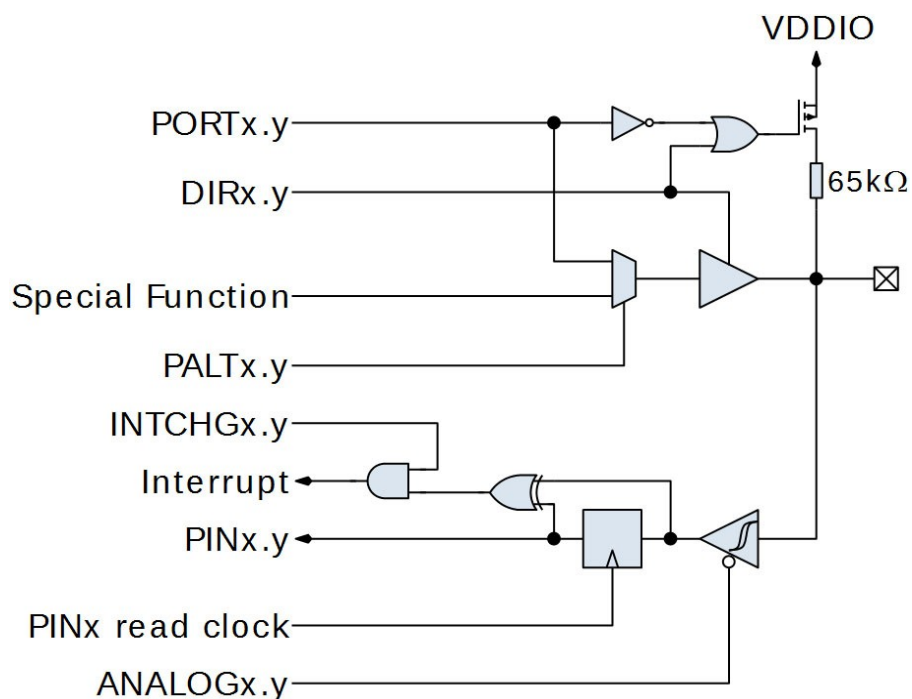 VDDIO
PORTx.y
DIRx.y
65kΩ
Special Function
PALTx.y
INTCHGx.y
Interrupt
PINx.y
PINx read clock
ANALOGx.y